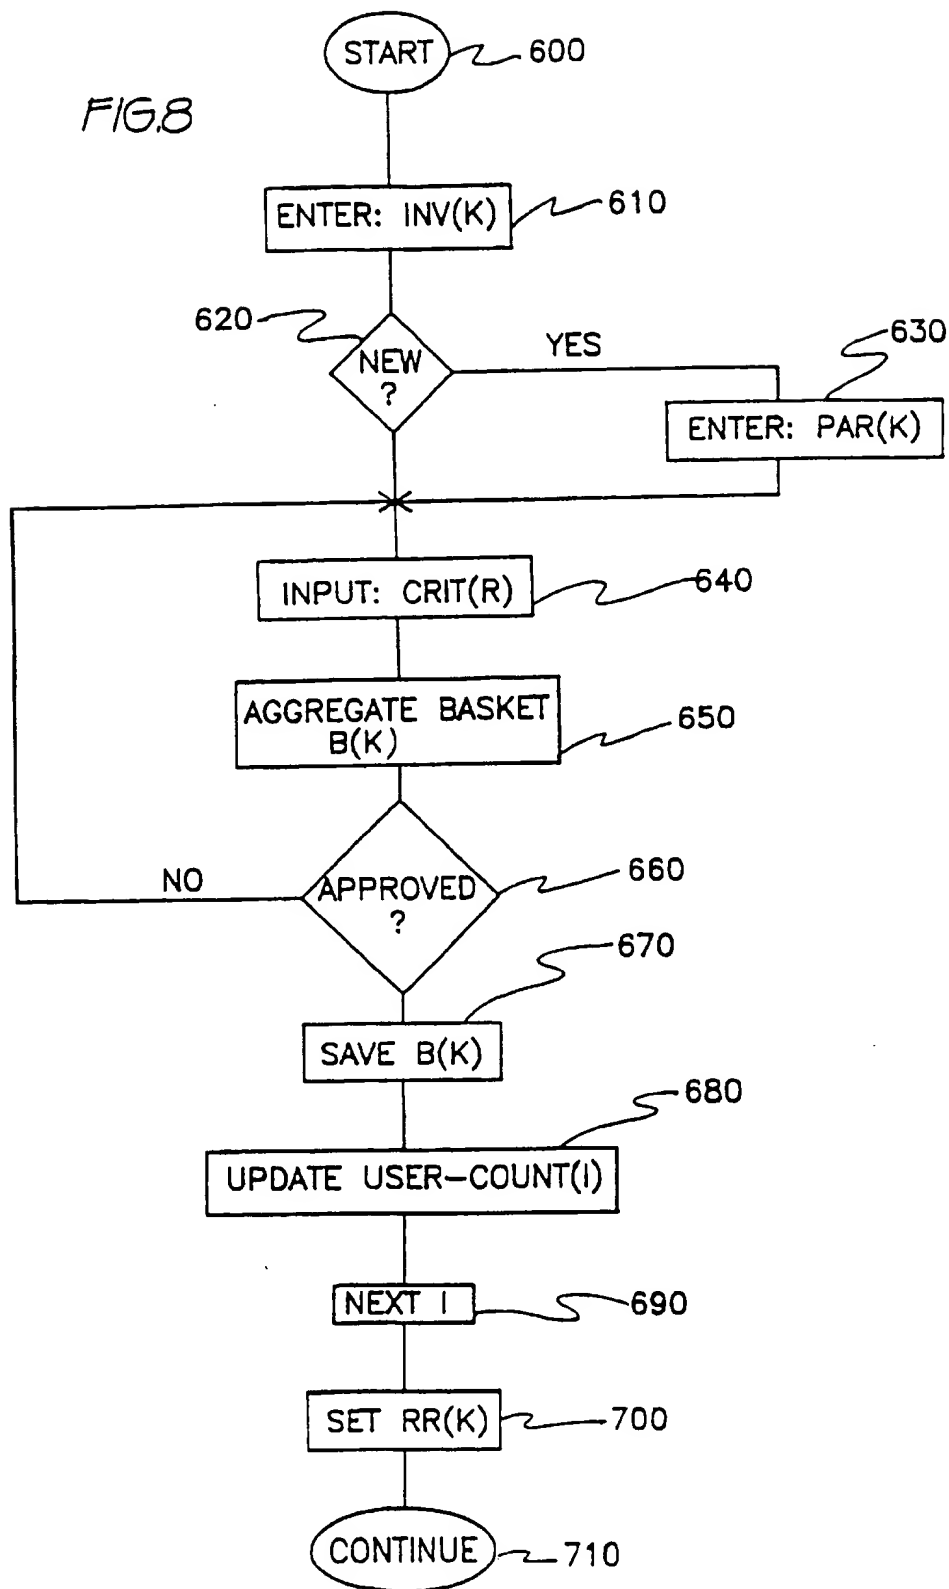 START
600
FIG.8
ENTER: INV(K)
610
620
NEW
?
YES
630
ENTER: PAR(K)
INPUT: CRIT(R)
640
AGGREGATE BASKET
B(K)
650
NO
APPROVED
?
660
670
SAVE B(K)
680
UPDATE USER-COUNT(I)
NEXT I
690
SET RR(K)
700
CONTINUE
710